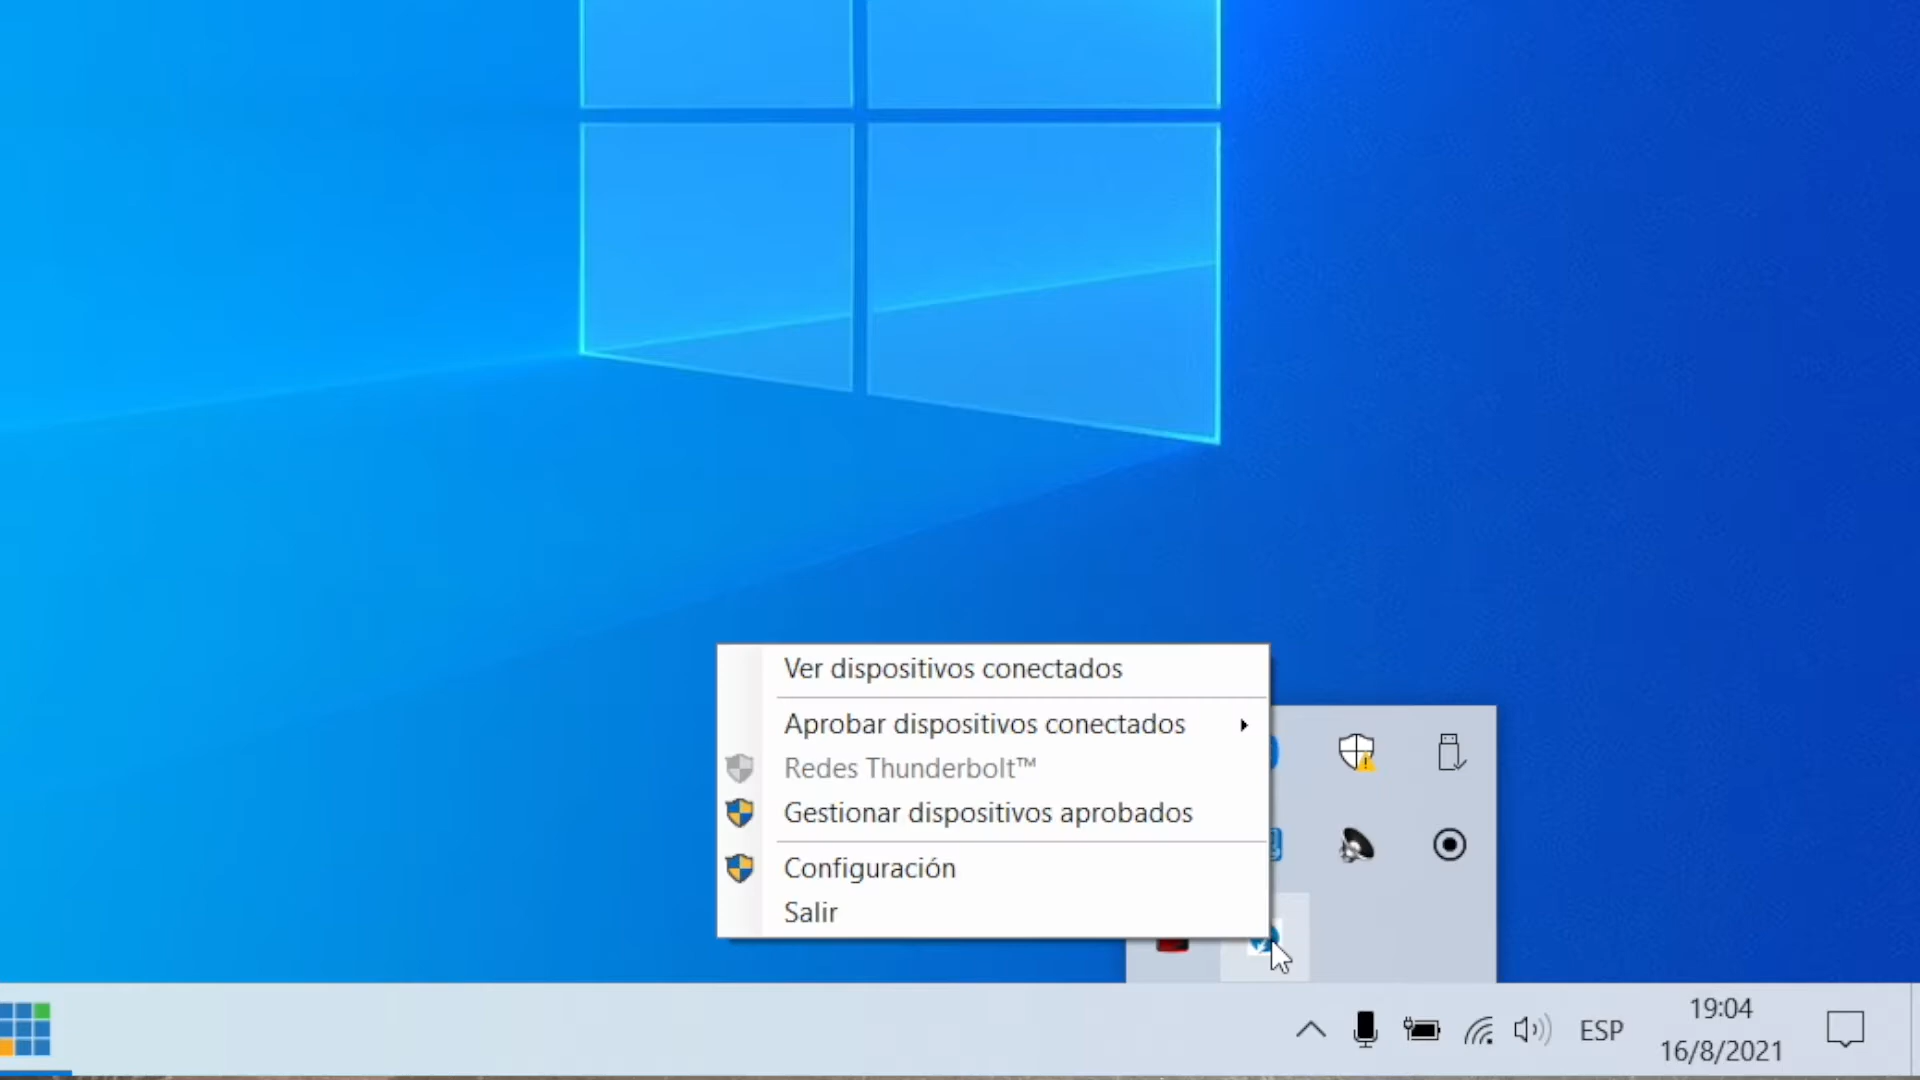 Ver dispositivos conectados
Aprobar dispositivos conectados
Redes Thunderbolt™
Gestionar dispositivos aprobados
Configuración
Salir
ESP
19:04
16/8/2021